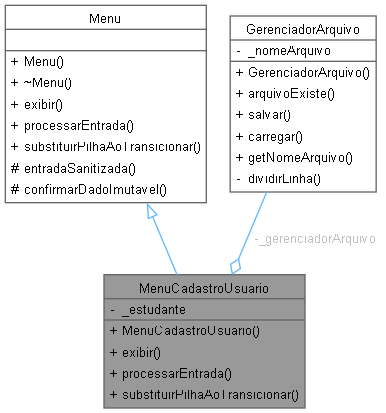 Menu
+ Menu()
+ ~Menu()
+ exibir()
+ processarEntrada()
+ substituirPilhaAoTransicionar()
# entradaSanitizada()
# confirmarDadoImutavel()
GerenciadorArquivo
- _nomeArquivo
+ GerenciadorArquivo()
+ arquivoExiste()
+ salvar()
+ carregar()
+ getNomeArquivo()
- dividirLinha()
-_gerenciadorArquivo
MenuCadastroUsuario
- _estudante
+ MenuCadastroUsuario()
+ exibir()
+ processarEntrada()
+ substituirPilhaAoTransicionar()